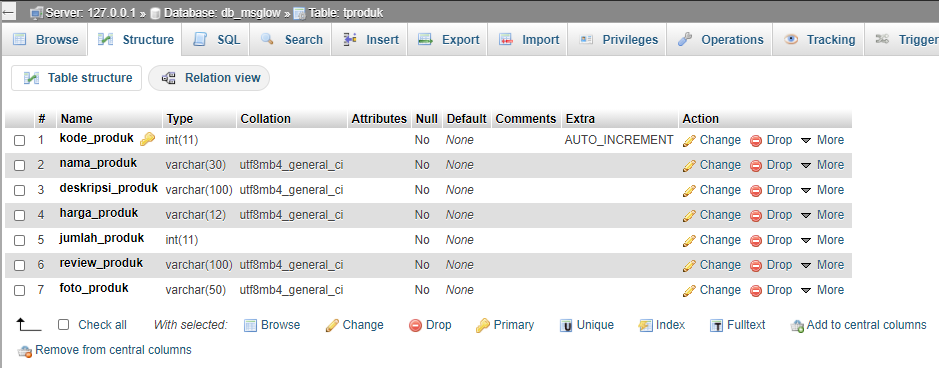 Server: 127.0.0.1 » Database: db_msglow » Table: tproduk
Browse Structure SQL Search Insert Export Import Privileges Operations Tracking Trigger
Table structure Relation view
# Name Type Collation Attributes Null Default Comments Extra Action
1 kode_produk int(11) No None AUTO_INCREMENT Change Drop More
2 nama_produk varchar(30) utf8mb4_general_ci No None Change Drop More
3 deskripsi_produk varchar(100) utf8mb4_general_ci No None Change Drop More
4 harga_produk varchar(12) utf8mb4_general_ci No None Change Drop More
5 jumlah_produk int(11) No None Change Drop More
6 review_produk varchar(100) utf8mb4_general_ci No None Change Drop More
7 foto_produk varchar(50) utf8mb4_general_ci No None Change Drop More
Check all With selected: Browse Change Drop Primary Unique Index Fulltext Add to central columns
Remove from central columns